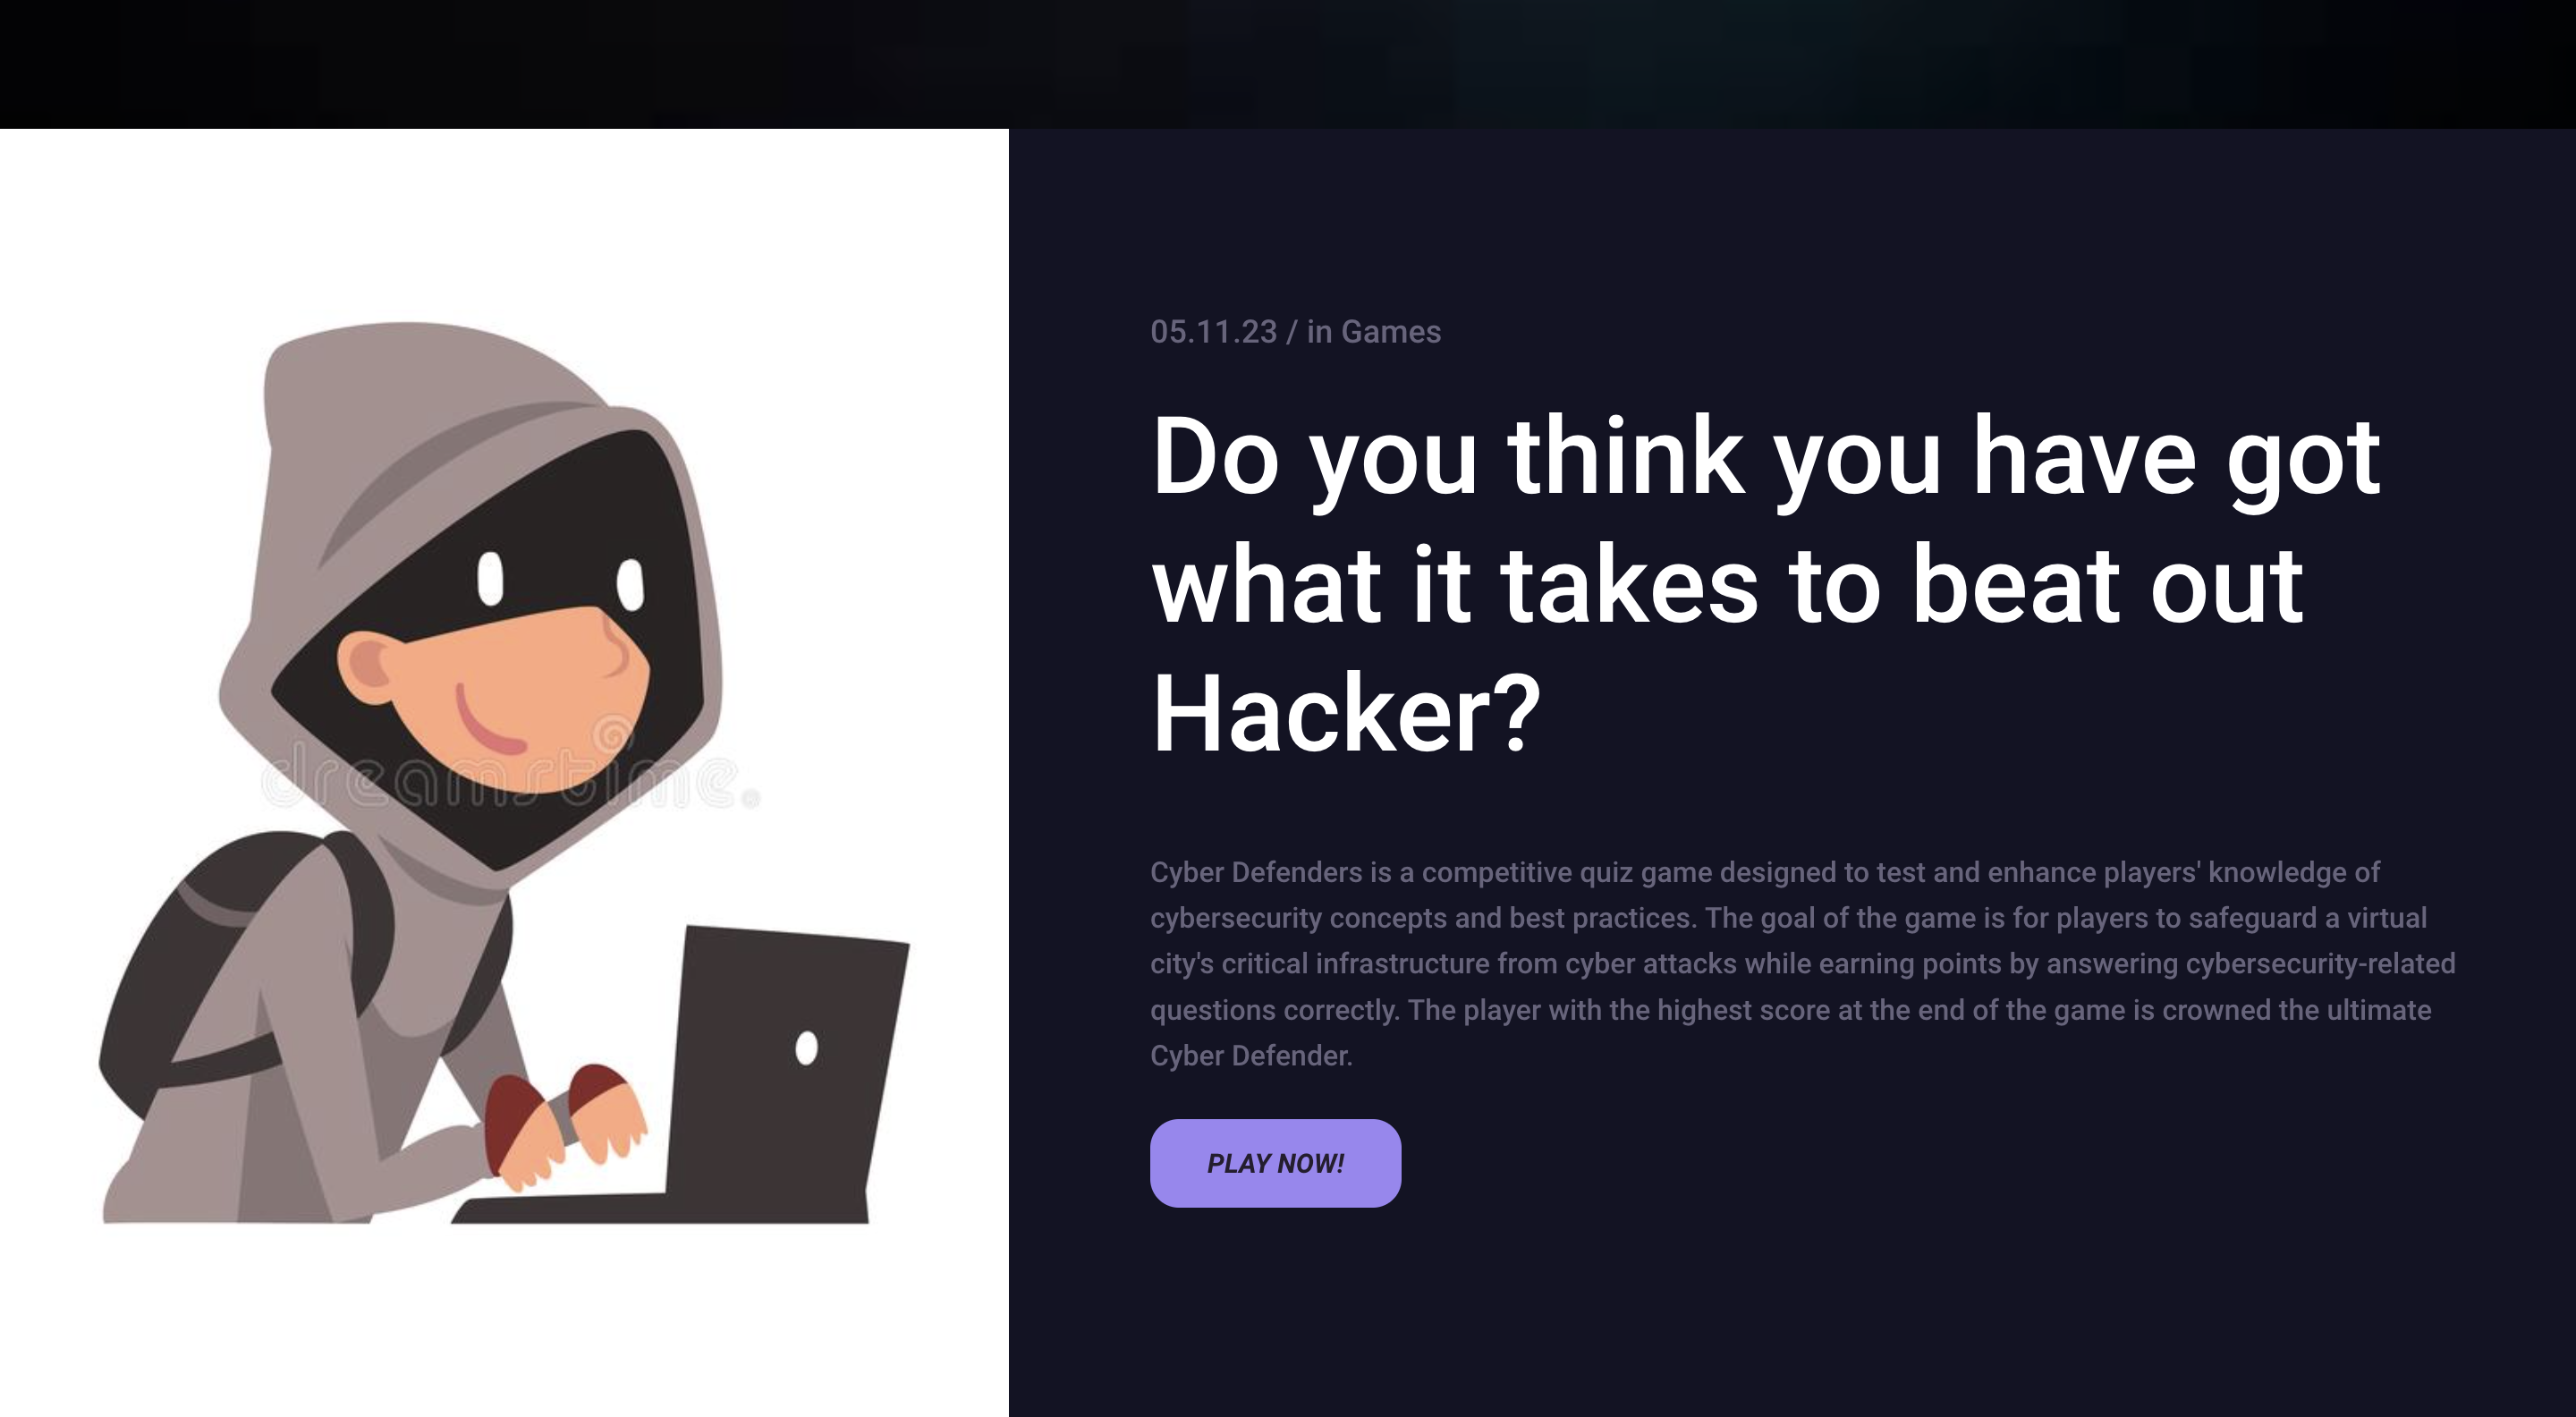 05.11.23 / in Games
Do you think you have got
what it takes to beat out
Hacker?
dreamstime.
Cyber Defenders is a competitive quiz game designed to test and enhance players' knowledge of
cybersecurity concepts and best practices. The goal of the game is for players to safeguard a virtual
city's critical infrastructure from cyber attacks while earning points by answering cybersecurity-related
questions correctly. The player with the highest score at the end of the game is crowned the ultimate
Cyber Defender.
PLAY NOW!